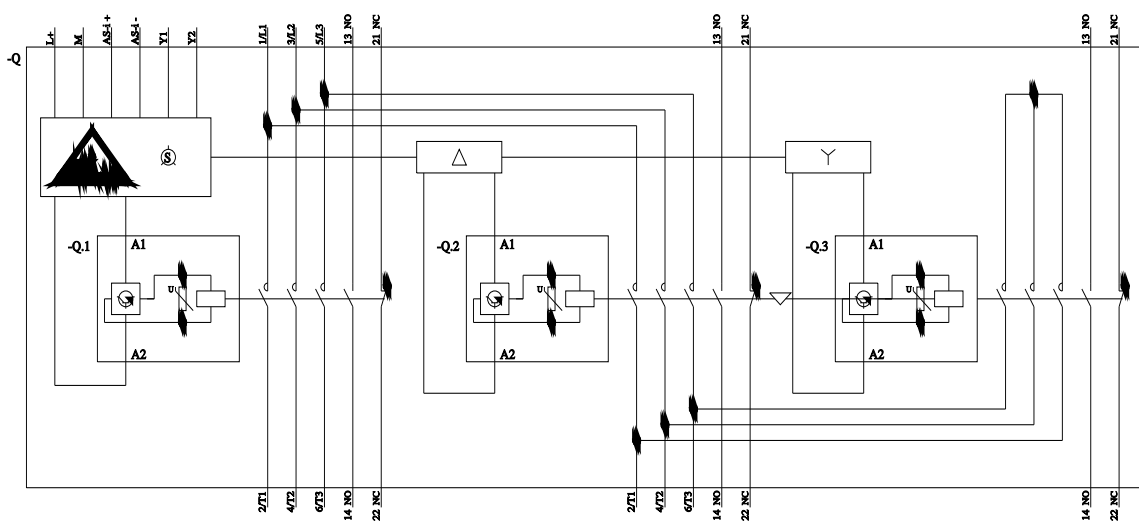 L+
M
AS-i +
AS-i -
Y1
Y2
1/L1
3/L2
5/L3
13 NO
21 NC
13 NO
21 NC
13 NO
21 NC
-Q
S
-Q.1
A1
-Q.2
A1
-Q.3
A1
U
U
U
A2
A2
A2
2/T1
4/T2
6/T3
14 NO
22 NC
2/T1
4/T2
6/T3
14 NO
22 NC
14 NO
22 NC